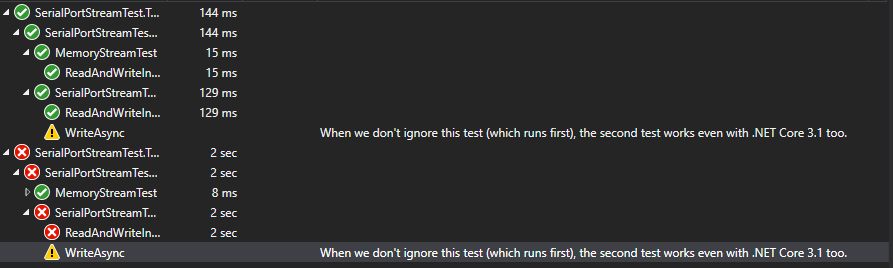 SerialPortStreamTest.T... 144 ms
SerialPortStreamTes... 144 ms
MemoryStreamTest 15 ms
ReadAndWriteIn... 15 ms
SerialPortStreamT... 129 ms
ReadAndWriteIn... 129 ms
WriteAsync When we don't ignore this test (which runs first), the second test works even with .NET Core 3.1 too.
SerialPortStreamTest.T... 2 sec
SerialPortStreamTes... 2 sec
MemoryStreamTest 8 ms
SerialPortStreamT... 2 sec
ReadAndWriteIn... 2 sec
WriteAsync When we don't ignore this test (which runs first), the second test works even with .NET Core 3.1 too.